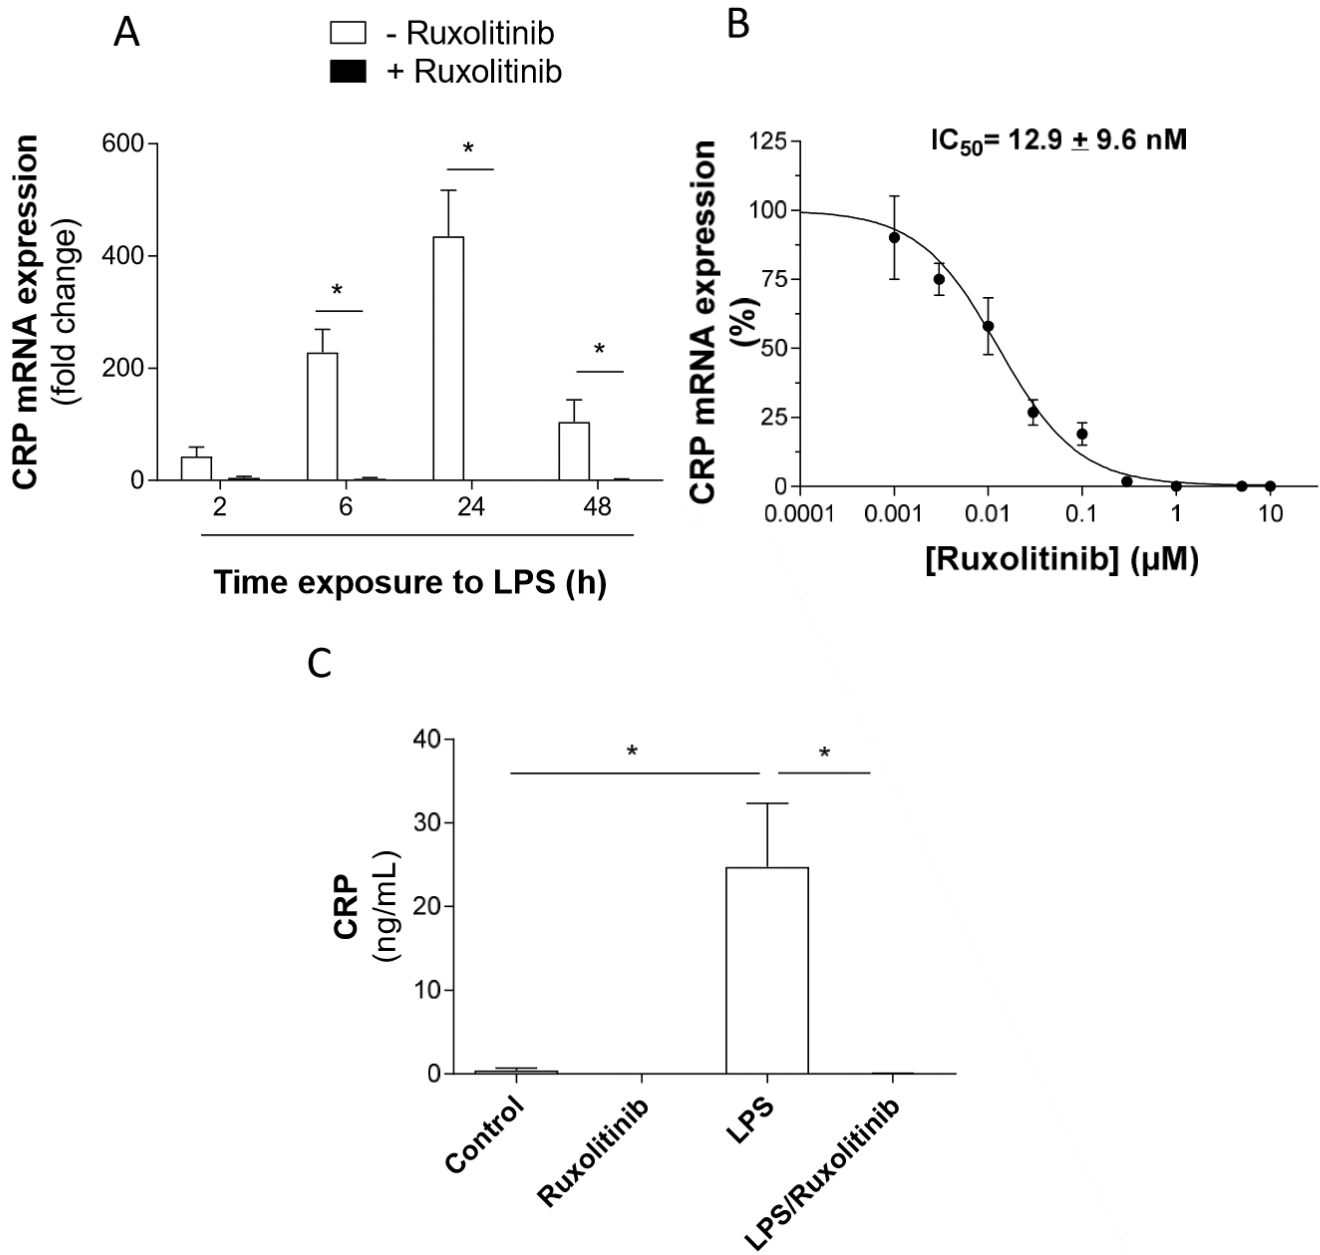 A
- Ruxolitinib
+ Ruxolitinib
CRP mRNA expression
(fold change)
600
400
200
0
*
*
*
2 6 24 48
Time exposure to LPS (h)
B
IC50= 12.9 ± 9.6 nM
CRP mRNA expression
(%)
125
100
75
50
25
0
0.0001 0.001 0.01 0.1 1 10
[Ruxolitinib] (µM)
C
CRP
(ng/mL)
40
30
20
10
0
* *
Control
Ruxolitinib
LPS
LPS/Ruxolitinib